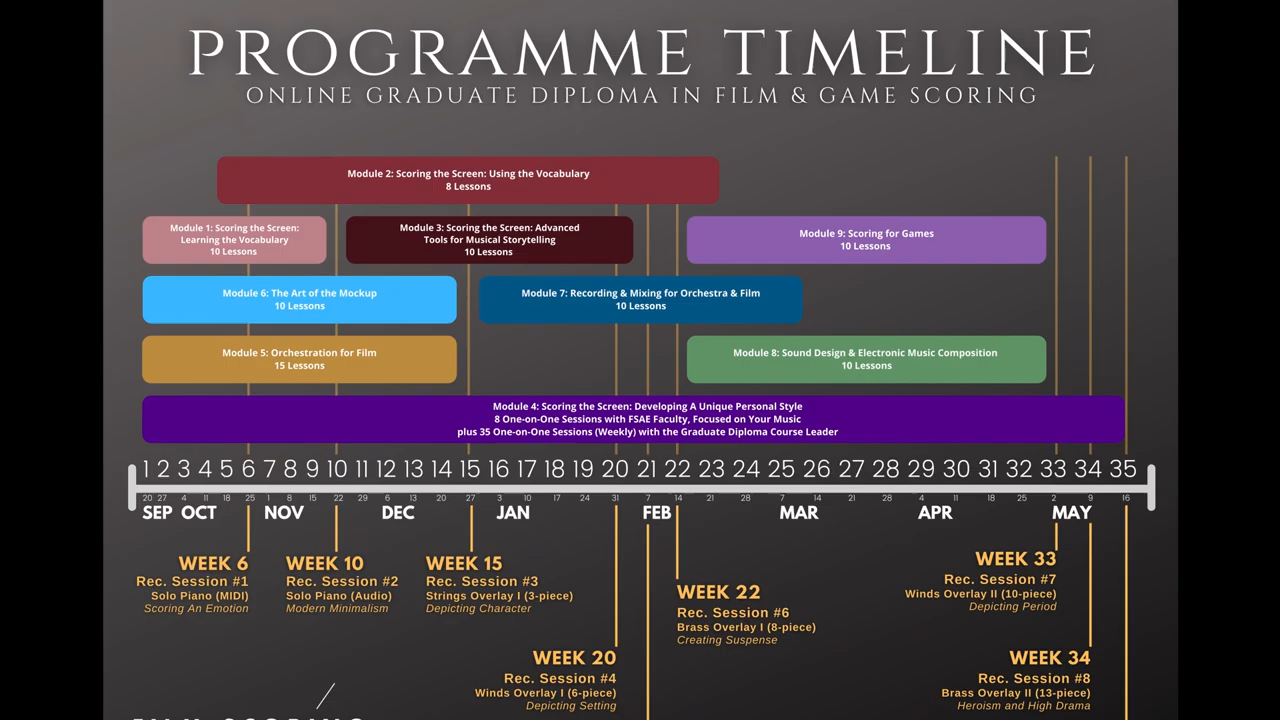 PROGRAMME TIMELINE
ONLINE GRADUATE DIPLOMA IN FILM & GAME SCORING
Module 2: Scoring the Screen: Using the Vocabulary
8 Lessons
Module 1: Scoring the Screen:
Learning the Vocabulary
10 Lessons
Module 3: Scoring the Screen: Advanced
Tools for Musical Storytelling
10 Lessons
Module 9: Scoring for Games
10 Lessons
Module 6: The Art of the Mockup
10 Lessons
Module 7: Recording & Mixing for Orchestra & Film
10 Lessons
Module 5: Orchestration for Film
15 Lessons
Module 8: Sound Design & Electronic Music Composition
10 Lessons
Module 4: Scoring the Screen: Developing A Unique Personal Style
8 One-on-One Sessions with FSAE Faculty, Focused on Your Music
plus 35 One-on-One Sessions (Weekly) with the Graduate Diploma Course Leader
1 2 3 4 5 6 7 8 9 10 11 12 13 14 15 16 17 18 19 20 21 22 23 24 25 26 27 28 29 30 31 32 33 34 35
20 27 4 11 18 25 1 8 15 22 29 6 13 20 27 3 10 17 24 31 7 14 21 28 7 14 21 28 4 11 18 25 2 9 16
SEP OCT NOV DEC JAN FEB MAR APR MAY
WEEK 6
Rec. Session #1
Solo Piano (MIDI)
Scoring An Emotion
WEEK 10
Rec. Session #2
Solo Piano (Audio)
Modern Minimalism
WEEK 15
Rec. Session #3
Strings Overlay I (3-piece)
Depicting Character
WEEK 20
Rec. Session #4
Winds Overlay I (6-piece)
Depicting Setting
WEEK 22
Rec. Session #6
Brass Overlay I (8-piece)
Creating Suspense
WEEK 33
Rec. Session #7
Winds Overlay II (10-piece)
Depicting Period
WEEK 34
Rec. Session #8
Brass Overlay II (13-piece)
Heroism and High Drama